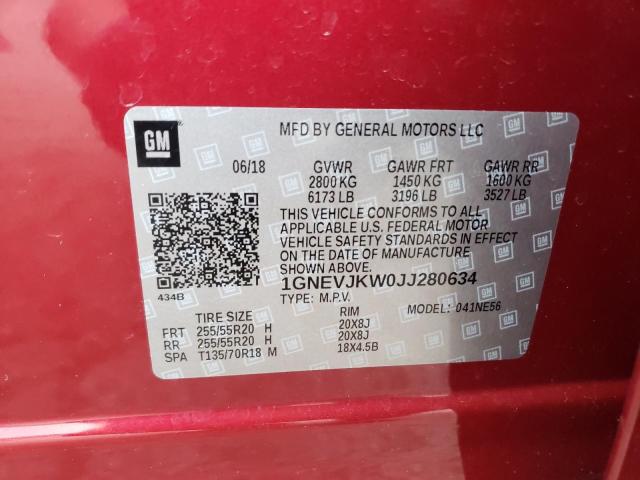 GM
MFD BY GENERAL MOTORS LLC
06/18 GVWR GAWR FRT GAWR RR
2800 KG 1450 KG 1600 KG
6173 LB 3196 LB 3527 LB
THIS VEHICLE CONFORMS TO ALL
APPLICABLE U.S. FEDERAL MOTOR
VEHICLE SAFETY STANDARDS IN EFFECT
ON THE DATE OF MANUFACTURE
SHOWN ABOVE.
434B
1GNEVJKW0JJ280634
TYPE: M.P.V. MODEL: 041NE56
TIRE SIZE RIM
FRT 255/55R20 H 20X8J
RR 255/55R20 H 20X8J
SPA T135/70R18 M 18X4.5B